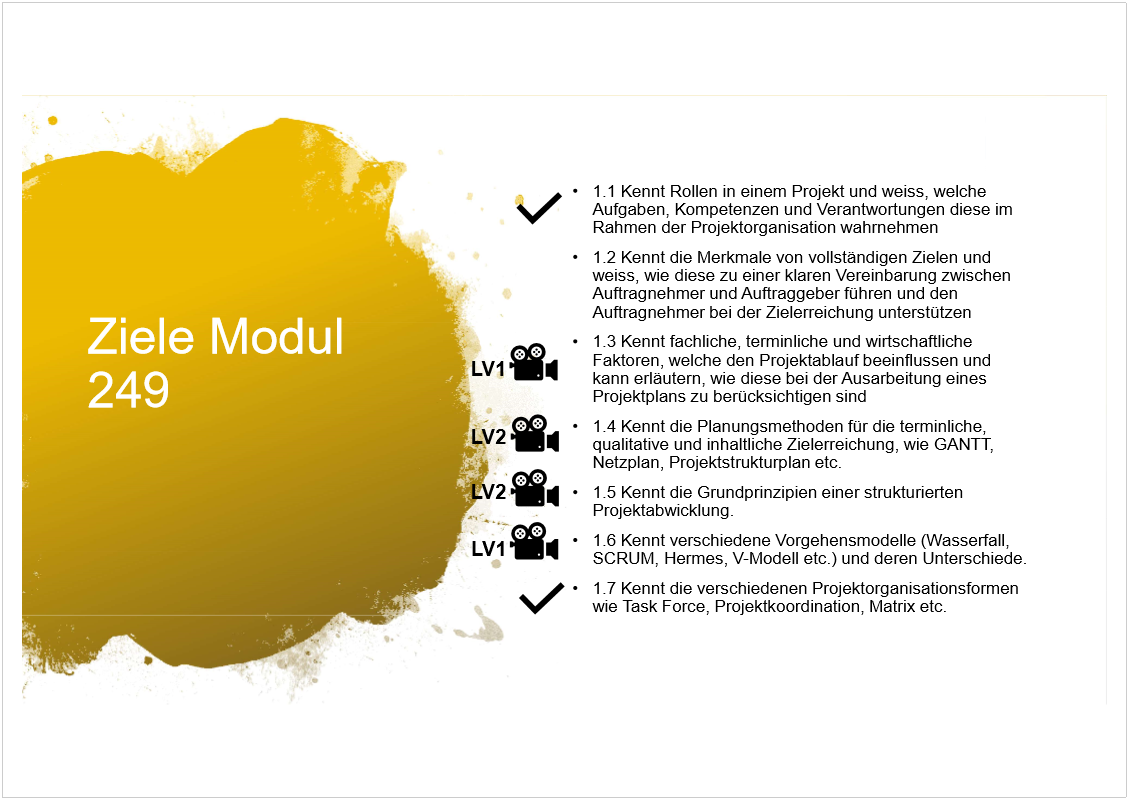 Ziele Modul
249
• 1.1 Kennt Rollen in einem Projekt und weiss, welche
Aufgaben, Kompetenzen und Verantwortungen diese im
Rahmen der Projektorganisation wahrnehmen
• 1.2 Kennt die Merkmale von vollständigen Zielen und
weiss, wie diese zu einer klaren Vereinbarung zwischen
Auftragnehmer und Auftraggeber führen und den
Auftragnehmer bei der Zielerreichung unterstützen
LV1
• 1.3 Kennt fachliche, terminliche und wirtschaftliche
Faktoren, welche den Projektablauf beeinflussen und
kann erläutern, wie diese bei der Ausarbeitung eines
Projektplans zu berücksichtigen sind
LV2
• 1.4 Kennt die Planungsmethoden für die terminliche,
qualitative und inhaltliche Zielerreichung, wie GANTT,
Netzplan, Projektstrukturplan etc.
LV2
• 1.5 Kennt die Grundprinzipien einer strukturierten
Projektabwicklung.
LV1
• 1.6 Kennt verschiedene Vorgehensmodelle (Wasserfall,
SCRUM, Hermes, V-Modell etc.) und deren Unterschiede.
• 1.7 Kennt die verschiedenen Projektorganisationsformen
wie Task Force, Projektkoordination, Matrix etc.